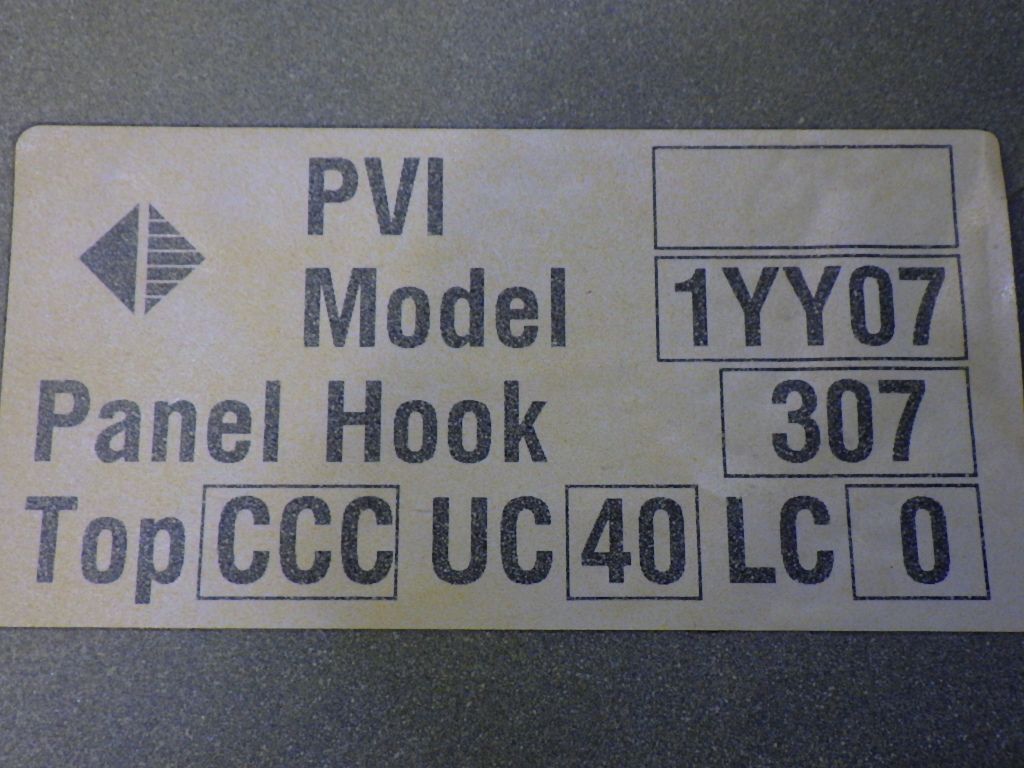 PVI
Model 1YY07
Panel Hook 307
Top CCC UC 40 LC 0